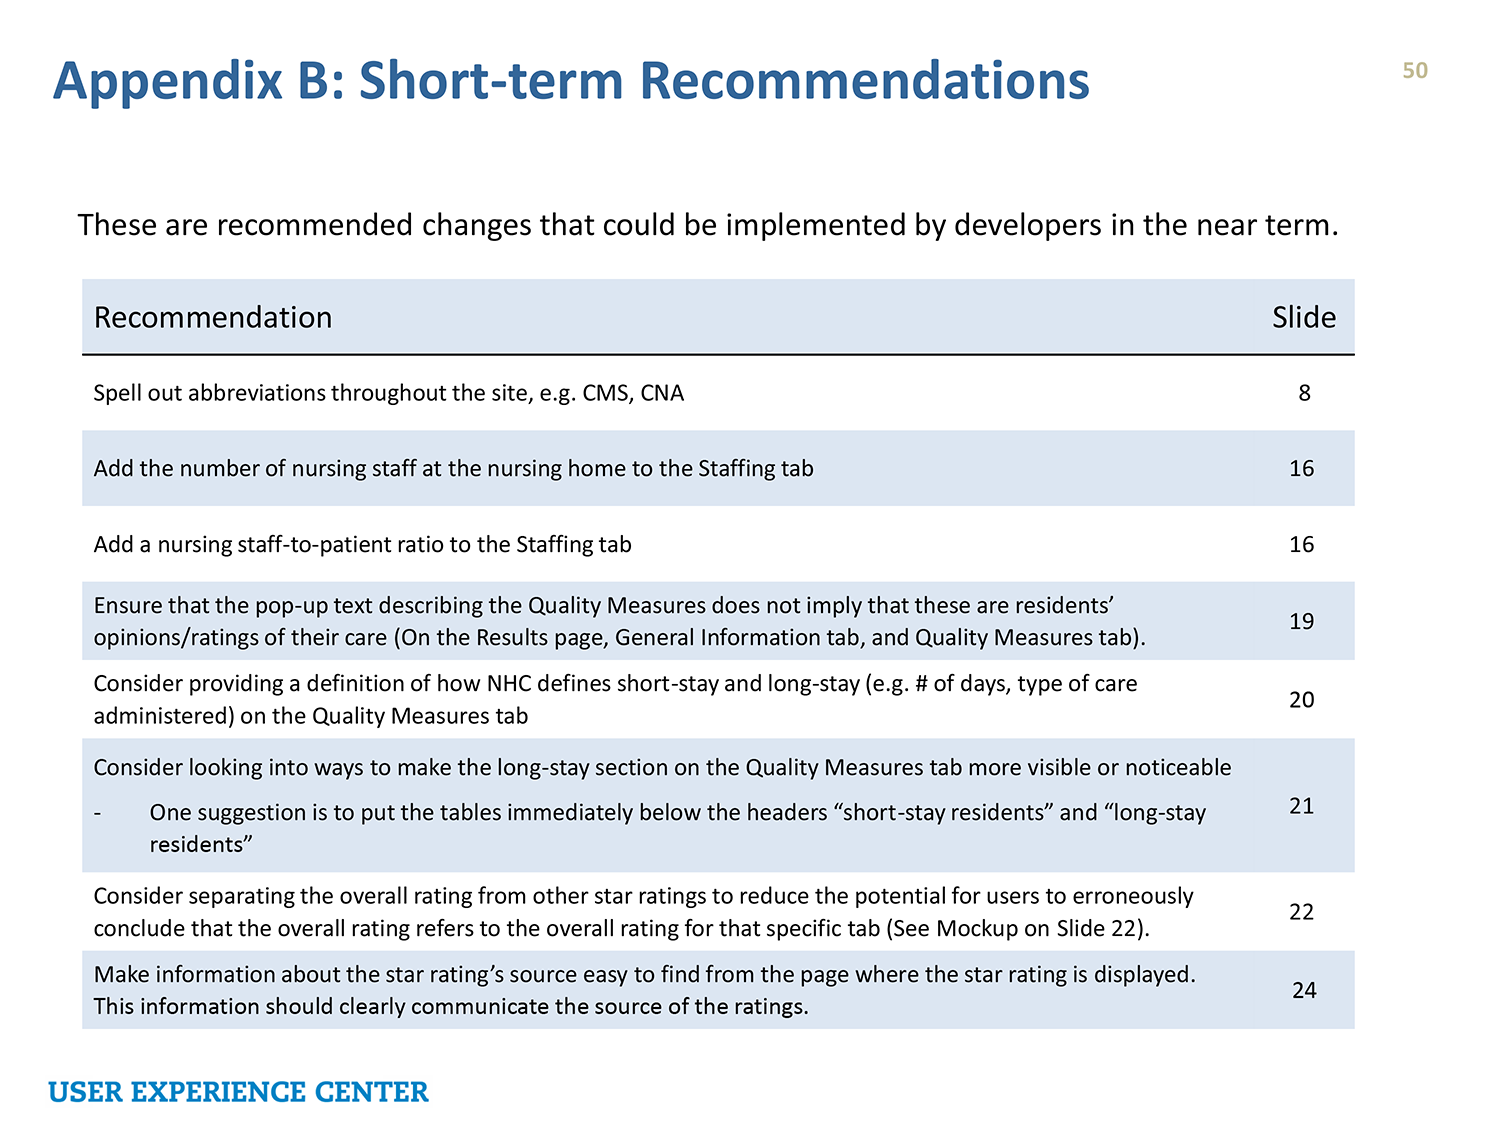 Appendix B: Short-term Recommendations
50
These are recommended changes that could be implemented by developers in the near term.
Recommendation Slide
Spell out abbreviations throughout the site, e.g. CMS, CNA 8
Add the number of nursing staff at the nursing home to the Staffing tab 16
Add a nursing staff-to-patient ratio to the Staffing tab 16
Ensure that the pop-up text describing the Quality Measures does not imply that these are residents’
opinions/ratings of their care (On the Results page, General Information tab, and Quality Measures tab).
19
Consider providing a definition of how NHC defines short-stay and long-stay (e.g. # of days, type of care
administered) on the Quality Measures tab
20
Consider looking into ways to make the long-stay section on the Quality Measures tab more visible or noticeable
- One suggestion is to put the tables immediately below the headers “short-stay residents” and “long-stay
residents”
21
Consider separating the overall rating from other star ratings to reduce the potential for users to erroneously
conclude that the overall rating refers to the overall rating for that specific tab (See Mockup on Slide 22).
22
Make information about the star rating’s source easy to find from the page where the star rating is displayed.
This information should clearly communicate the source of the ratings.
24
USER EXPERIENCE CENTER